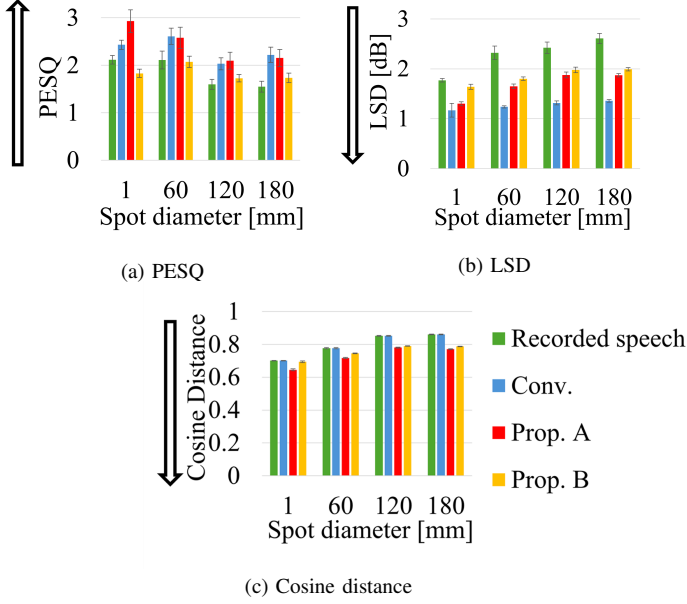 3
2
1
0
PESQ
1 60 120 180
Spot diameter [mm]
(a) PESQ
3
2
1
0
LSD [dB]
1 60 120 180
Spot diameter [mm]
(b) LSD
1
0.8
0.6
0.4
0.2
0
Cosine Distance
1 60 120 180
Spot diameter [mm]
Recorded speech
Conv.
Prop. A
Prop. B
(c) Cosine distance